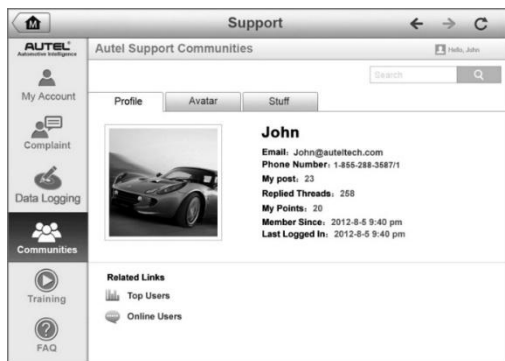 M
Support
AUTEL
Automotive Intelligence
Autel Support Communities
Hello, John
Search
My Account
Complaint
Data Logging
Communities
Training
FAQ
Profile
Avatar
Stuff
John
Email: John@auteltech.com
Phone Number: 1-855-288-3587/1
My post: 23
Replied Threads: 258
My Points: 20
Member Since: 2012-8-5 9:40 pm
Last Logged In: 2012-8-5 9:40 pm
Related Links
Top Users
Online Users